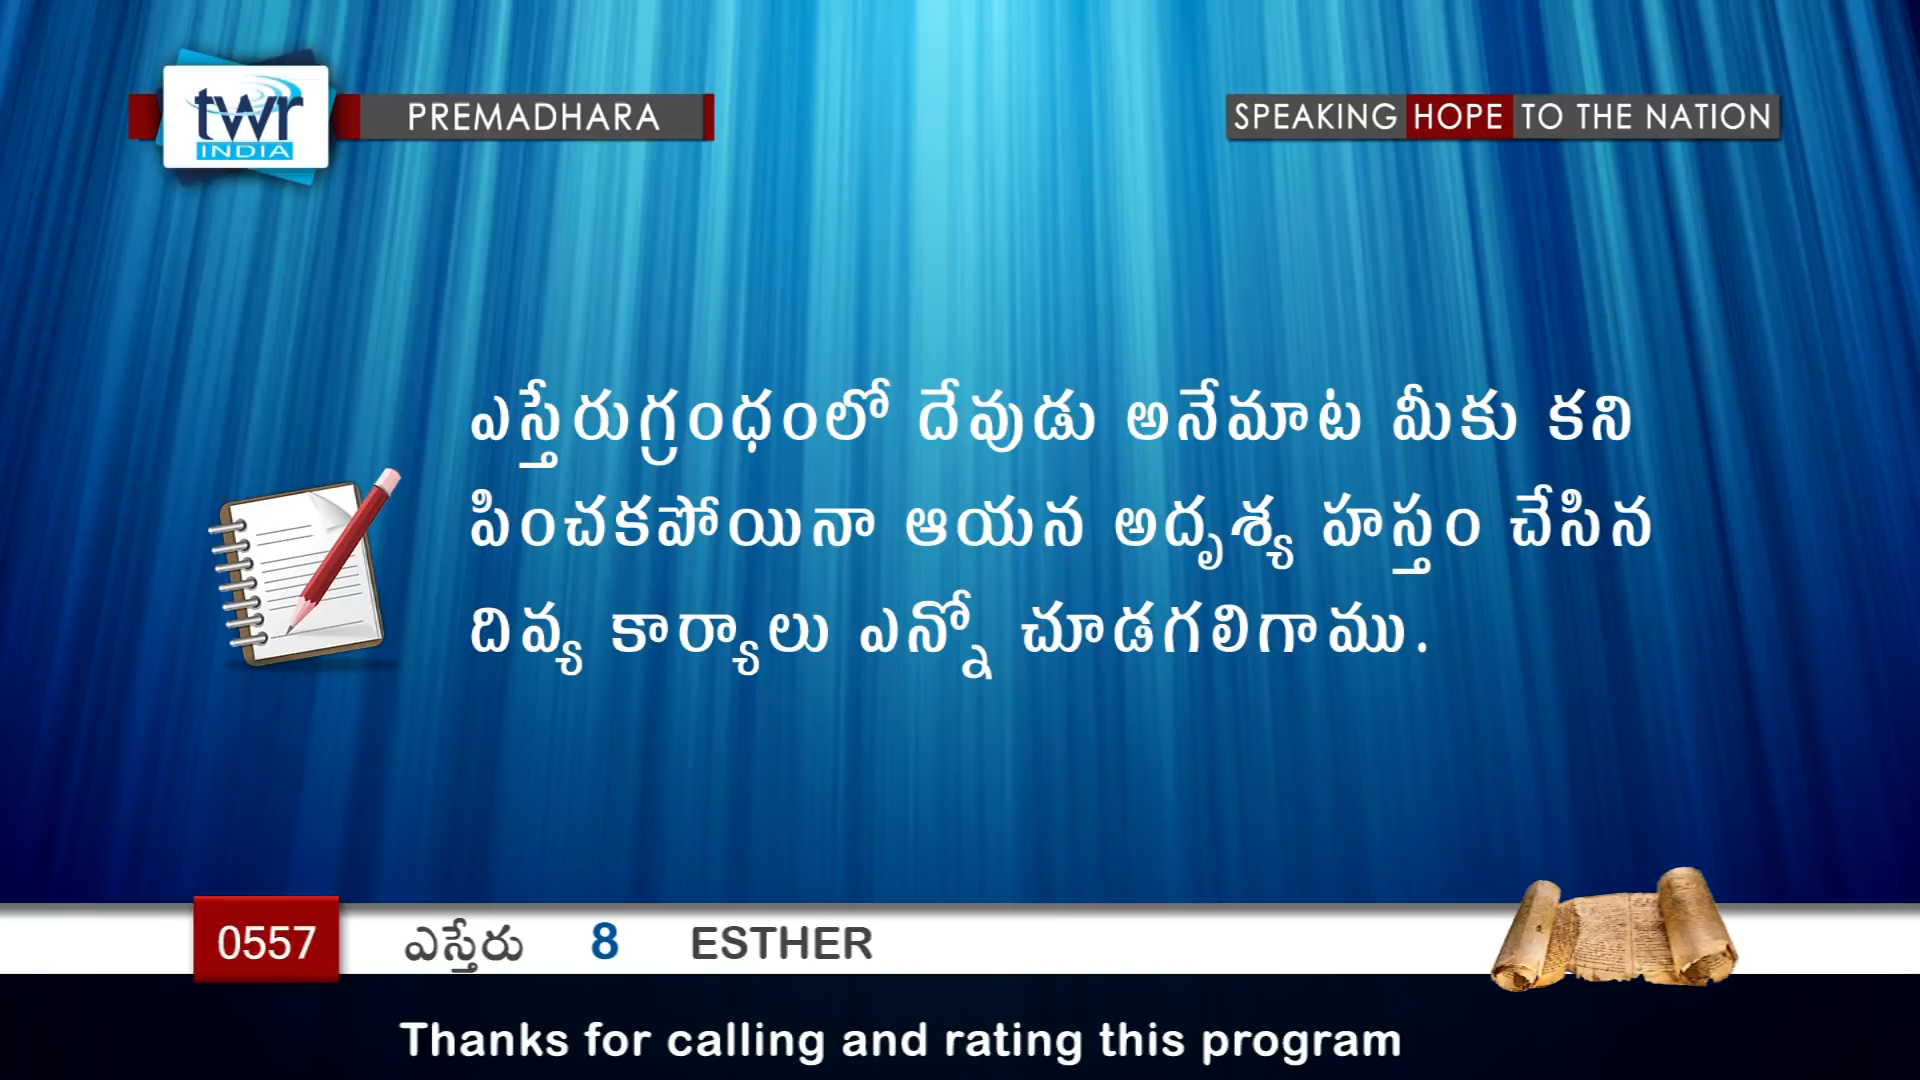 twr
INDIA
PREMADHARA
SPEAKING HOPE TO THE NATION
ఎస్తేరుగ్రంధంలో దేవుడు అనేమాట మీకు కని
పించకపోయినా ఆయన అదృశ్య హస్తం చేసిన
దివ్య కార్యాలు ఎన్నో చూడగలిగాము.
0557 ఎస్తేరు 8 ESTHER
Thanks for calling and rating this program